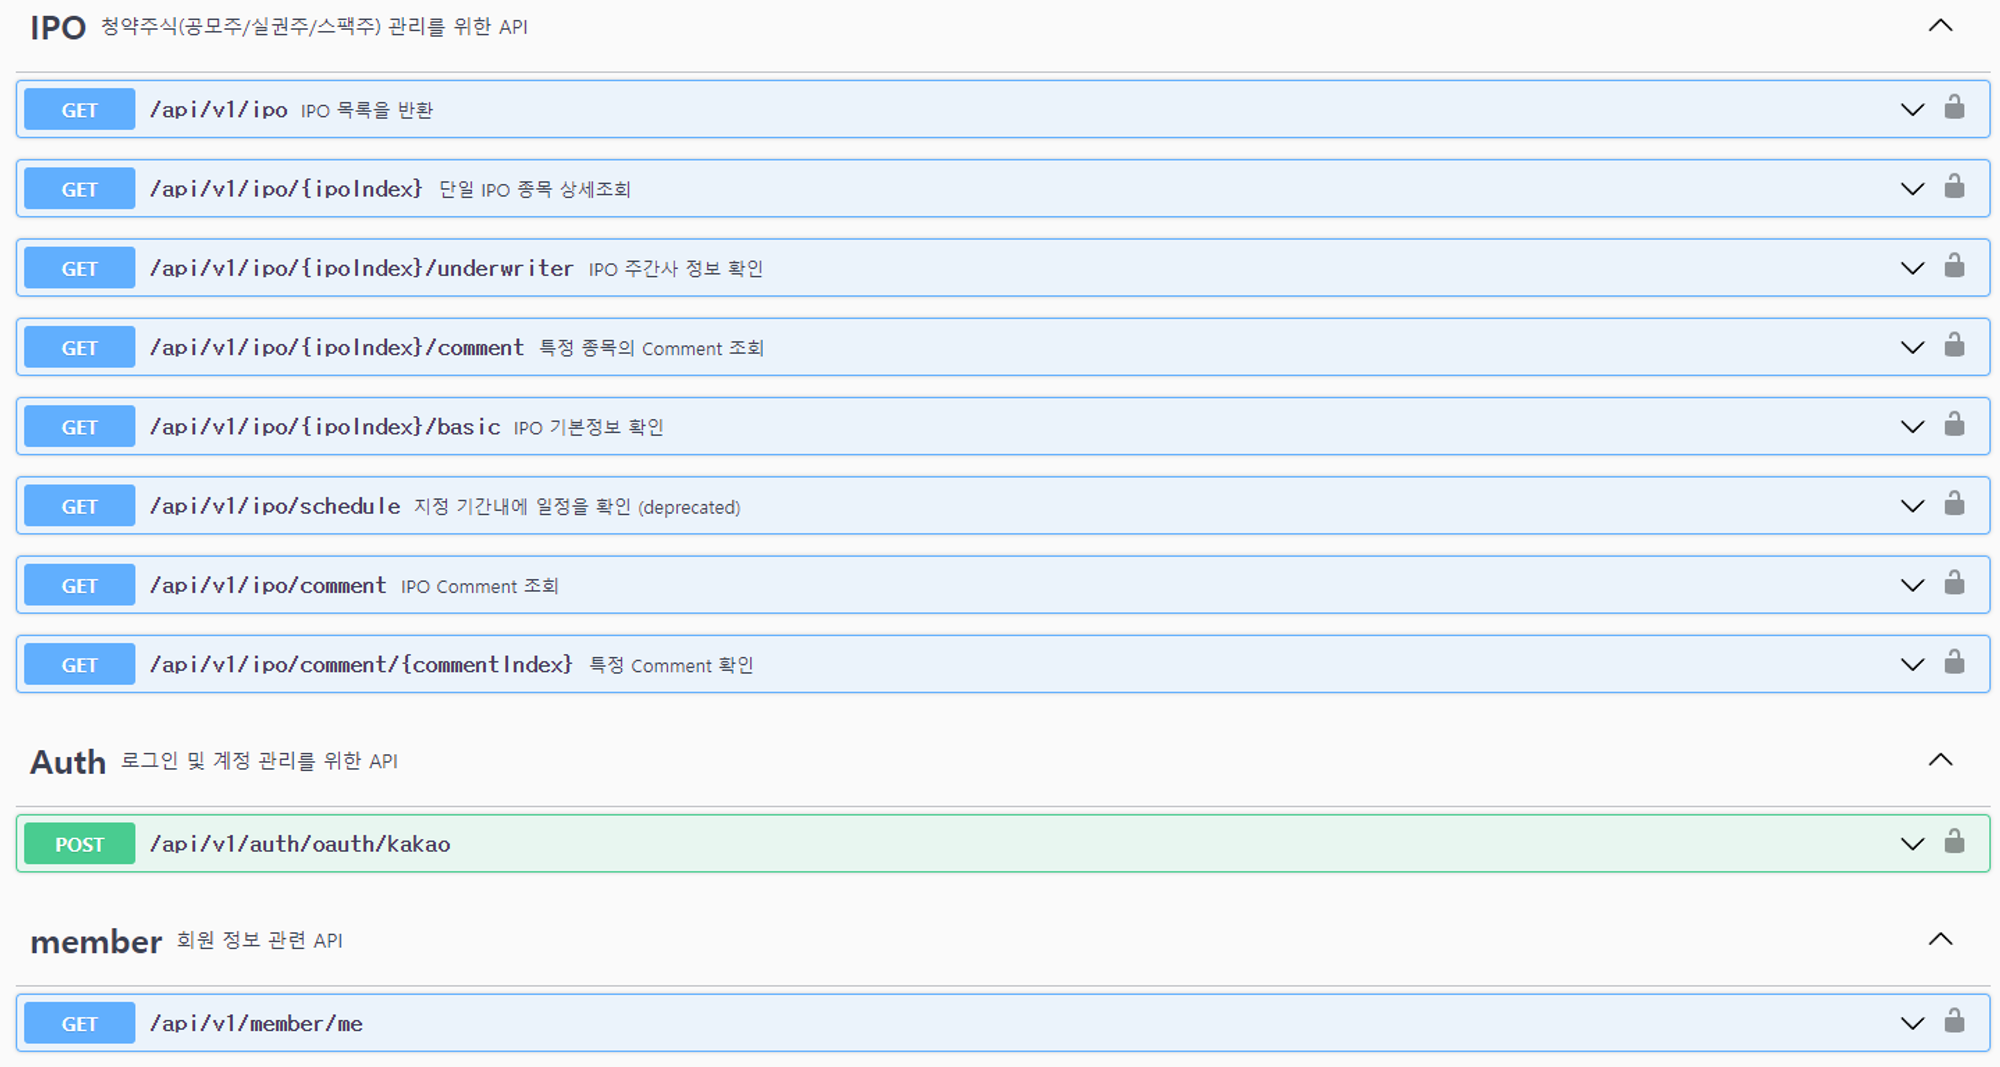 IPO 청약주식(공모주/실권주/스팩주) 관리를 위한 API
GET /api/v1/ipo IPO 목록을 반환
GET /api/v1/ipo/{ipoIndex} 단일 IPO 종목 상세조회
GET /api/v1/ipo/{ipoIndex}/underwriter IPO 주간사 정보 확인
GET /api/v1/ipo/{ipoIndex}/comment 특정 종목의 Comment 조회
GET /api/v1/ipo/{ipoIndex}/basic IPO 기본정보 확인
GET /api/v1/ipo/schedule 지정 기간내에 일정을 확인 (deprecated)
GET /api/v1/ipo/comment IPO Comment 조회
GET /api/v1/ipo/comment/{commentIndex} 특정 Comment 확인
Auth 로그인 및 계정 관리를 위한 API
POST /api/v1/auth/oauth/kakao
member 회원 정보 관련 API
GET /api/v1/member/me